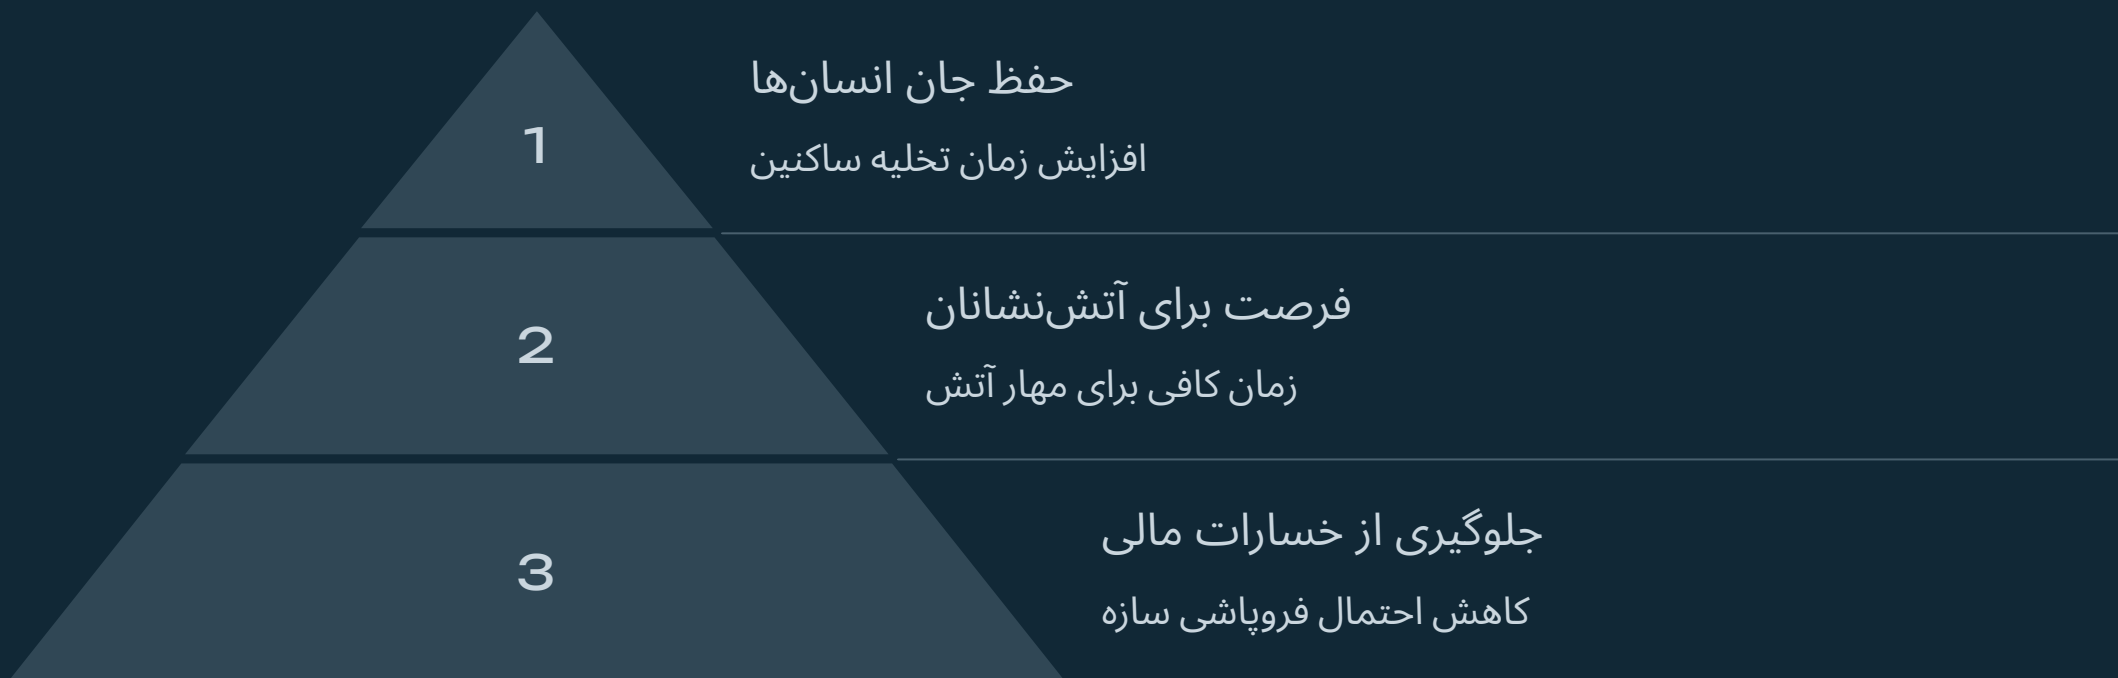 1
حفظ جان انسان‌ها
افزایش زمان تخلیه ساکنین
2
فرصت برای آتش‌نشانان
زمان کافی برای مهار آتش
3
جلوگیری از خسارات مالی
کاهش احتمال فروپاشی سازه